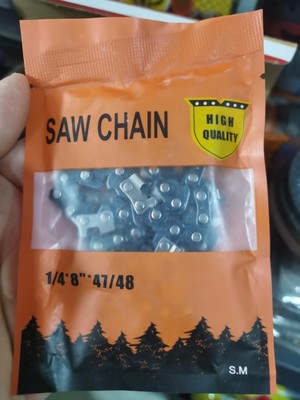 SAW CHAIN
HIGH
QUALITY
1/4*8"*47/48
S.M